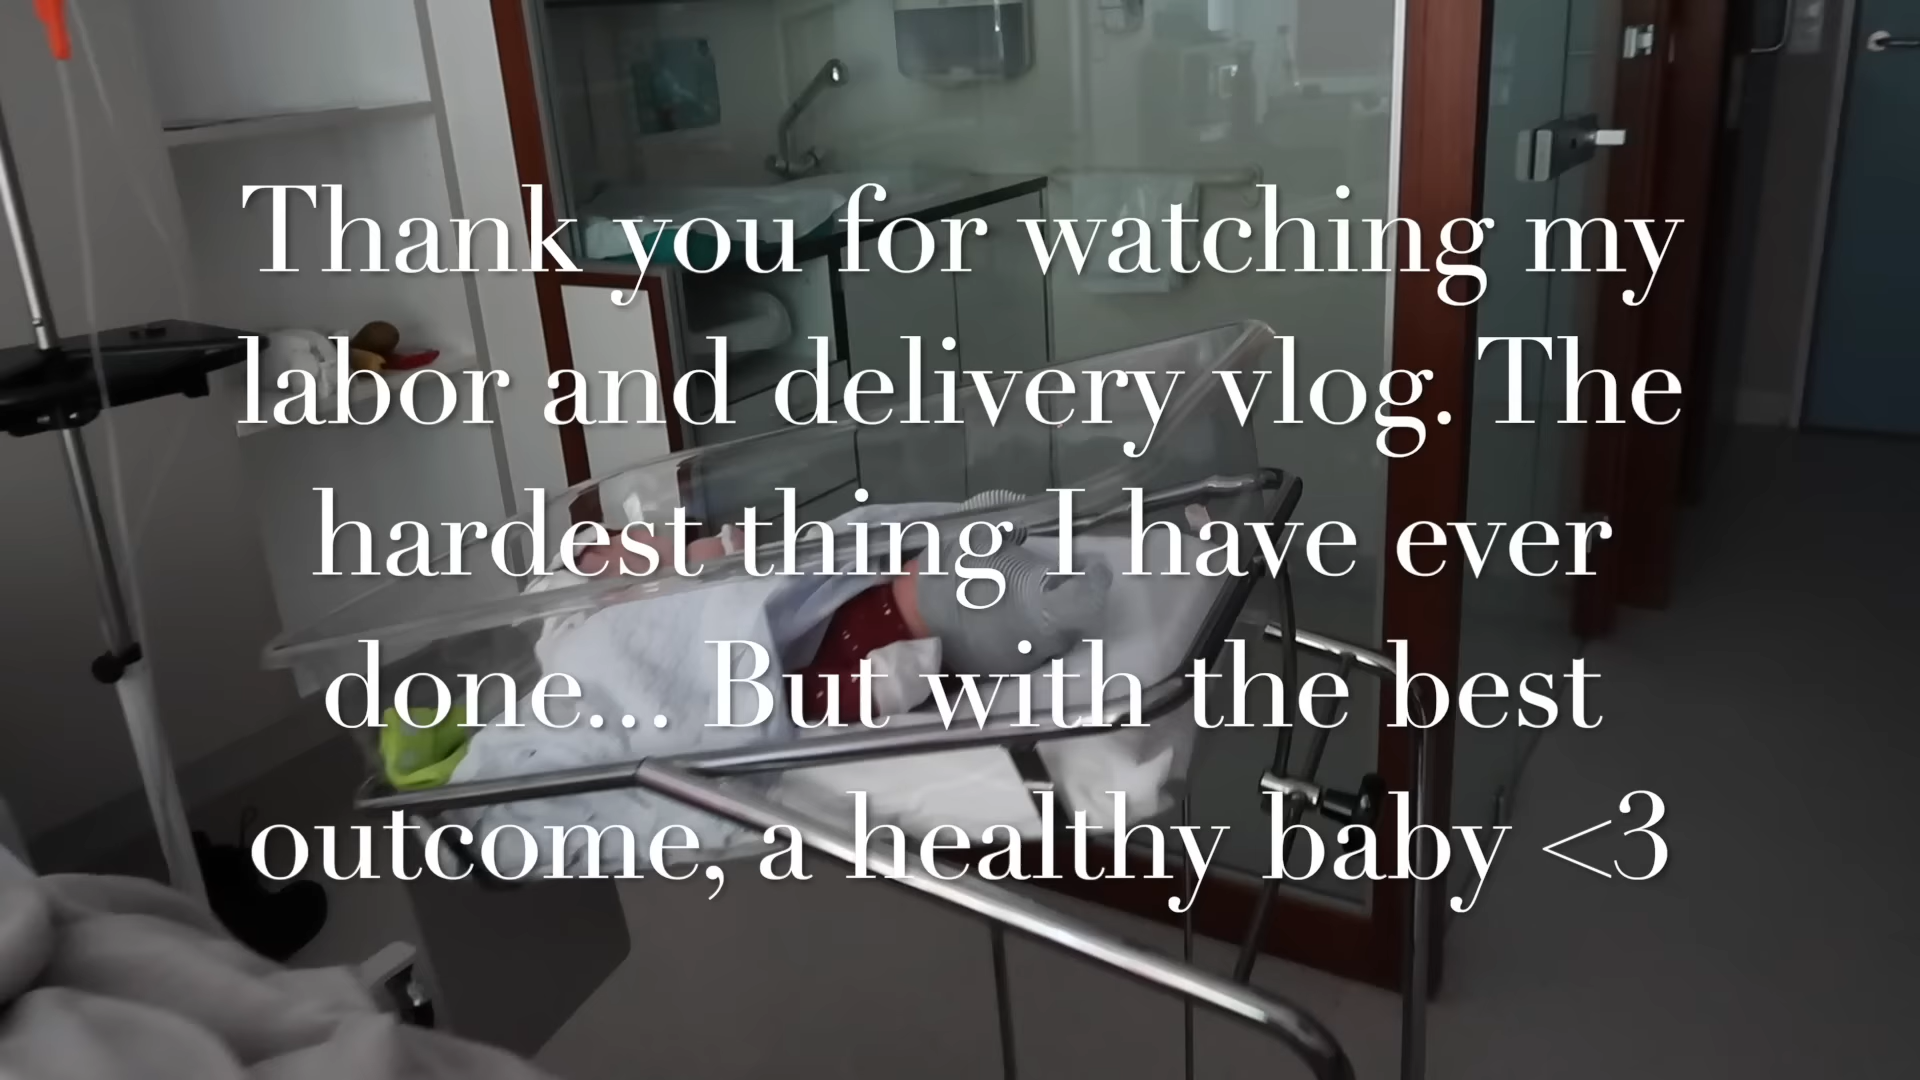 Thank you for watching my
labor and delivery vlog. The
hardest thing I have ever
done... But with the best
outcome, a healthy baby <3